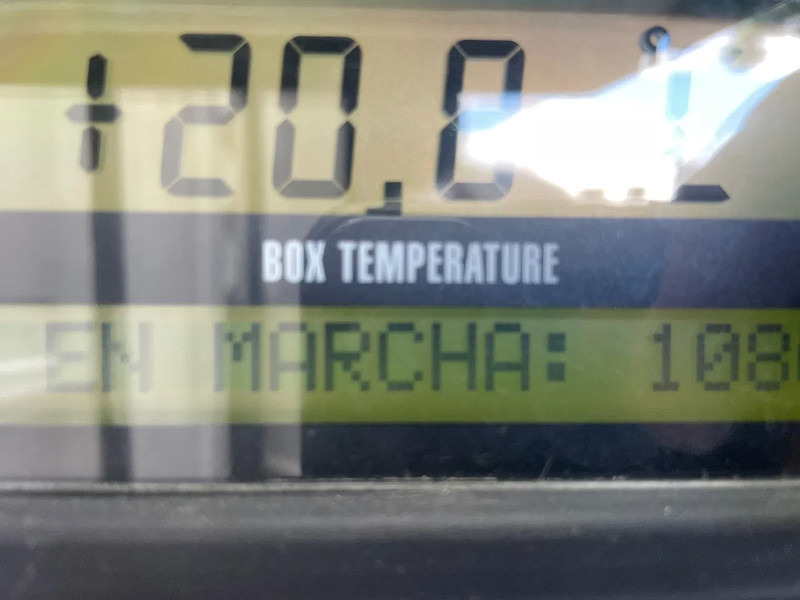 +20.0 °C
BOX TEMPERATURE
EN MARCHA: 108